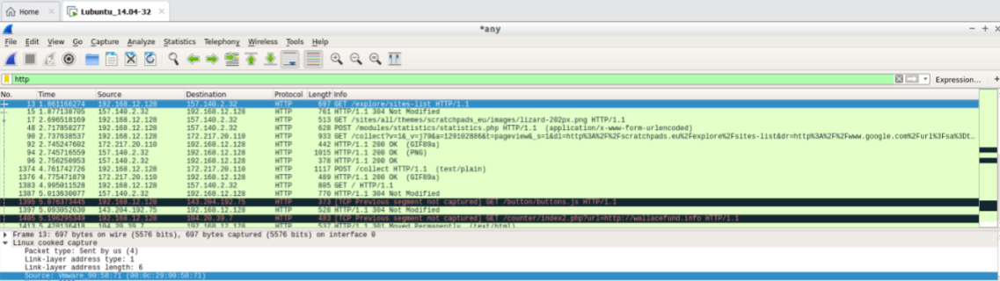 Home Lubuntu_14.04-32
*any
File Edit View Go Capture Analyze Statistics Telephony Wireless Tools Help
http Expression...
No. Time Source Destination Protocol Length Info
13 1.861166274 192.168.12.128 157.140.2.32 HTTP 697 GET /explore/sites-list HTTP/1.1
15 1.877138705 157.140.2.32 192.168.12.128 HTTP 761 HTTP/1.1 304 Not Modified
17 2.696518169 192.168.12.128 157.140.2.32 HTTP 513 GET /sites/all/themes/scratchpads_eu/images/lizard-202px.png HTTP/1.1
48 2.717858277 192.168.12.128 157.140.2.32 HTTP 628 POST /modules/statistics/statistics.php HTTP/1.1 (application/x-www-form-urlencoded)
90 2.737638537 192.168.12.128 172.217.20.110 HTTP 933 GET /collect?v=1&_v=j79&a=129102886&t=pageview&_s=1&dl=http%3A%2F%2Fscratchpads.eu%2Fexplore%2Fsites-list&dr=http%3A%2F%2Fwww.google.com%2Furl%3Fsa%3Dt…
92 2.745247602 172.217.20.110 192.168.12.128 HTTP 442 HTTP/1.1 200 OK (GIF89a)
94 2.745716559 157.140.2.32 192.168.12.128 HTTP 1015 HTTP/1.1 200 OK (PNG)
96 2.756250953 157.140.2.32 192.168.12.128 HTTP 378 HTTP/1.1 200 OK
1374 4.761742726 192.168.12.128 172.217.20.110 HTTP 1117 POST /collect HTTP/1.1 (text/plain)
1376 4.775471879 172.217.20.110 192.168.12.128 HTTP 489 HTTP/1.1 200 OK (GIF89a)
1383 4.995011528 192.168.12.128 157.140.2.32 HTTP 805 GET / HTTP/1.1
1387 5.013630077 157.140.2.32 192.168.12.128 HTTP 770 HTTP/1.1 304 Not Modified
1395 5.076373445 192.168.12.128 143.204.192.75 HTTP 373 [TCP Previous segment not captured] GET /button/buttons.js HTTP/1.1
1397 5.093052630 143.204.192.75 192.168.12.128 HTTP 528 HTTP/1.1 304 Not Modified
1405 5.196295349 192.168.12.128 104.20.39.7 HTTP 483 [TCP Previous segment not captured] GET /counter/index2.php?url=http://wallacefund.info HTTP/1.1
1413 5.428136418 104.20.39.7 192.168.12.128 HTTP 537 HTTP/1.1 301 Moved Permanently (text/html)
Frame 13: 697 bytes on wire (5576 bits), 697 bytes captured (5576 bits) on interface 0
Linux cooked capture
Packet type: Sent by us (4)
Link-layer address type: 1
Link-layer address length: 6
Source: Vmware_90:58:71 (00:0c:29:90:58:71)